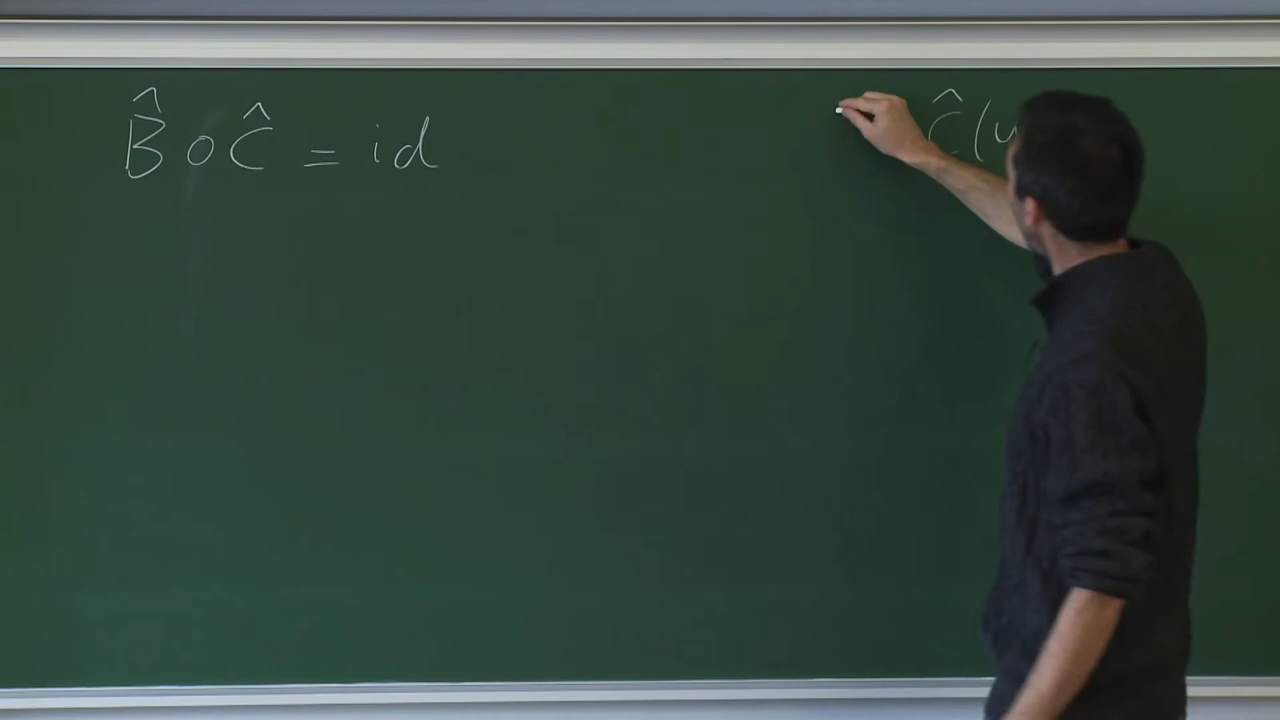 B̂ o Ĉ = id
Ĉ(